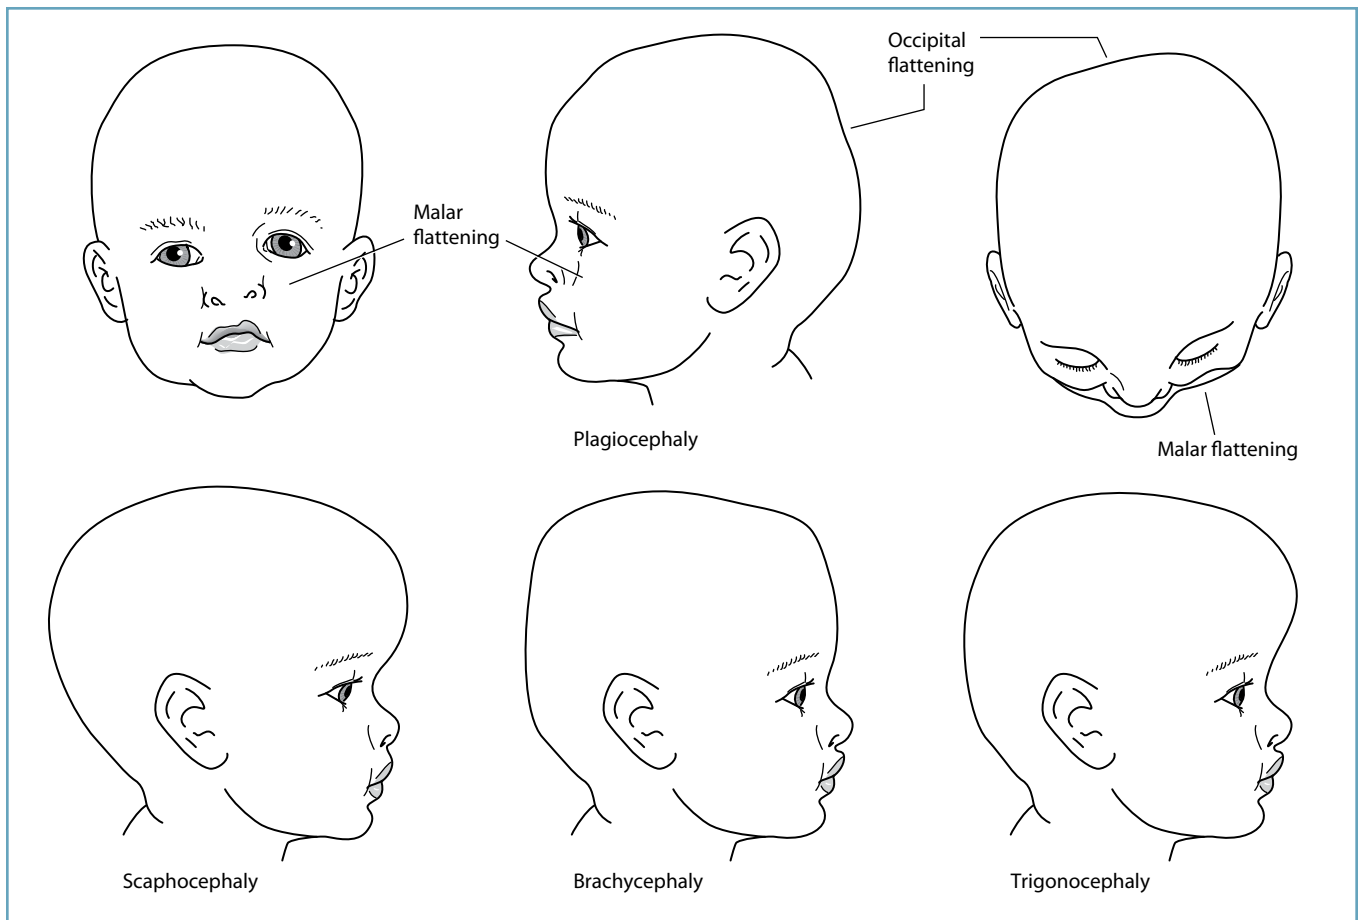 Occipital
flattening
Malar
flattening
Plagiocephaly
Malar flattening
Scaphocephaly
Brachycephaly
Trigonocephaly